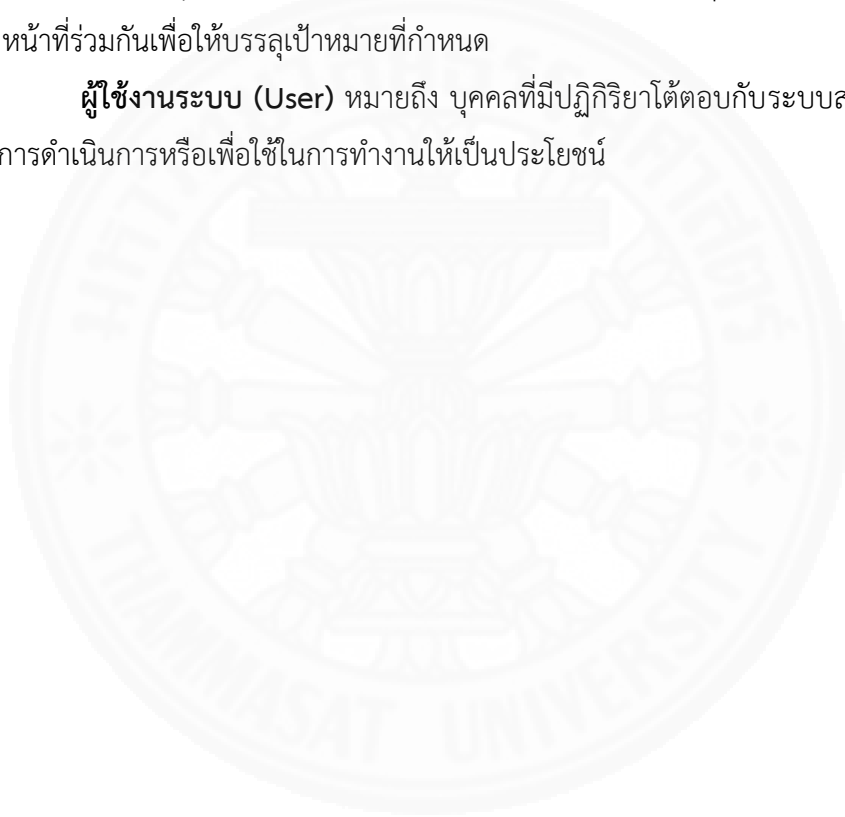 หน้าที่ร่วมกันเพื่อให้บรรลุเป้าหมายที่กำหนด
ผู้ใช้งานระบบ (User) หมายถึง บุคคลที่มีปฏิกิริยาโต้ตอบกับระบบ
การดำเนินการหรือเพื่อใช้ในการทำงานให้เป็นประโยชน์
THAMMASAT UNIVERSITY